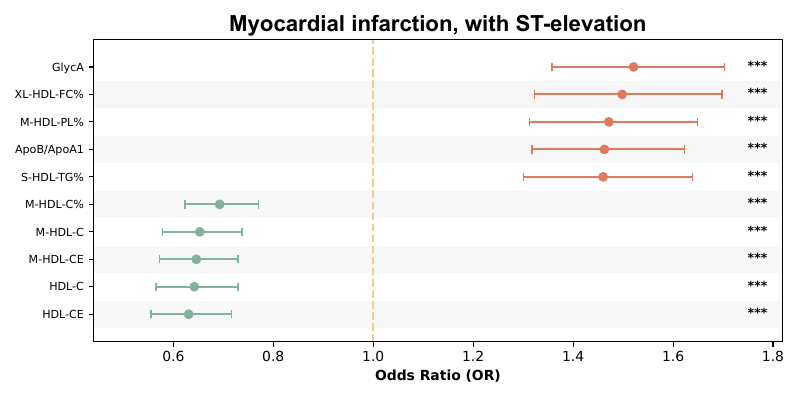 Myocardial infarction, with ST-elevation
GlycA ***
XL-HDL-FC% ***
M-HDL-PL% ***
ApoB/ApoA1 ***
S-HDL-TG% ***
M-HDL-C% ***
M-HDL-C ***
M-HDL-CE ***
HDL-C ***
HDL-CE ***
0.6 0.8 1.0 1.2 1.4 1.6 1.8
Odds Ratio (OR)